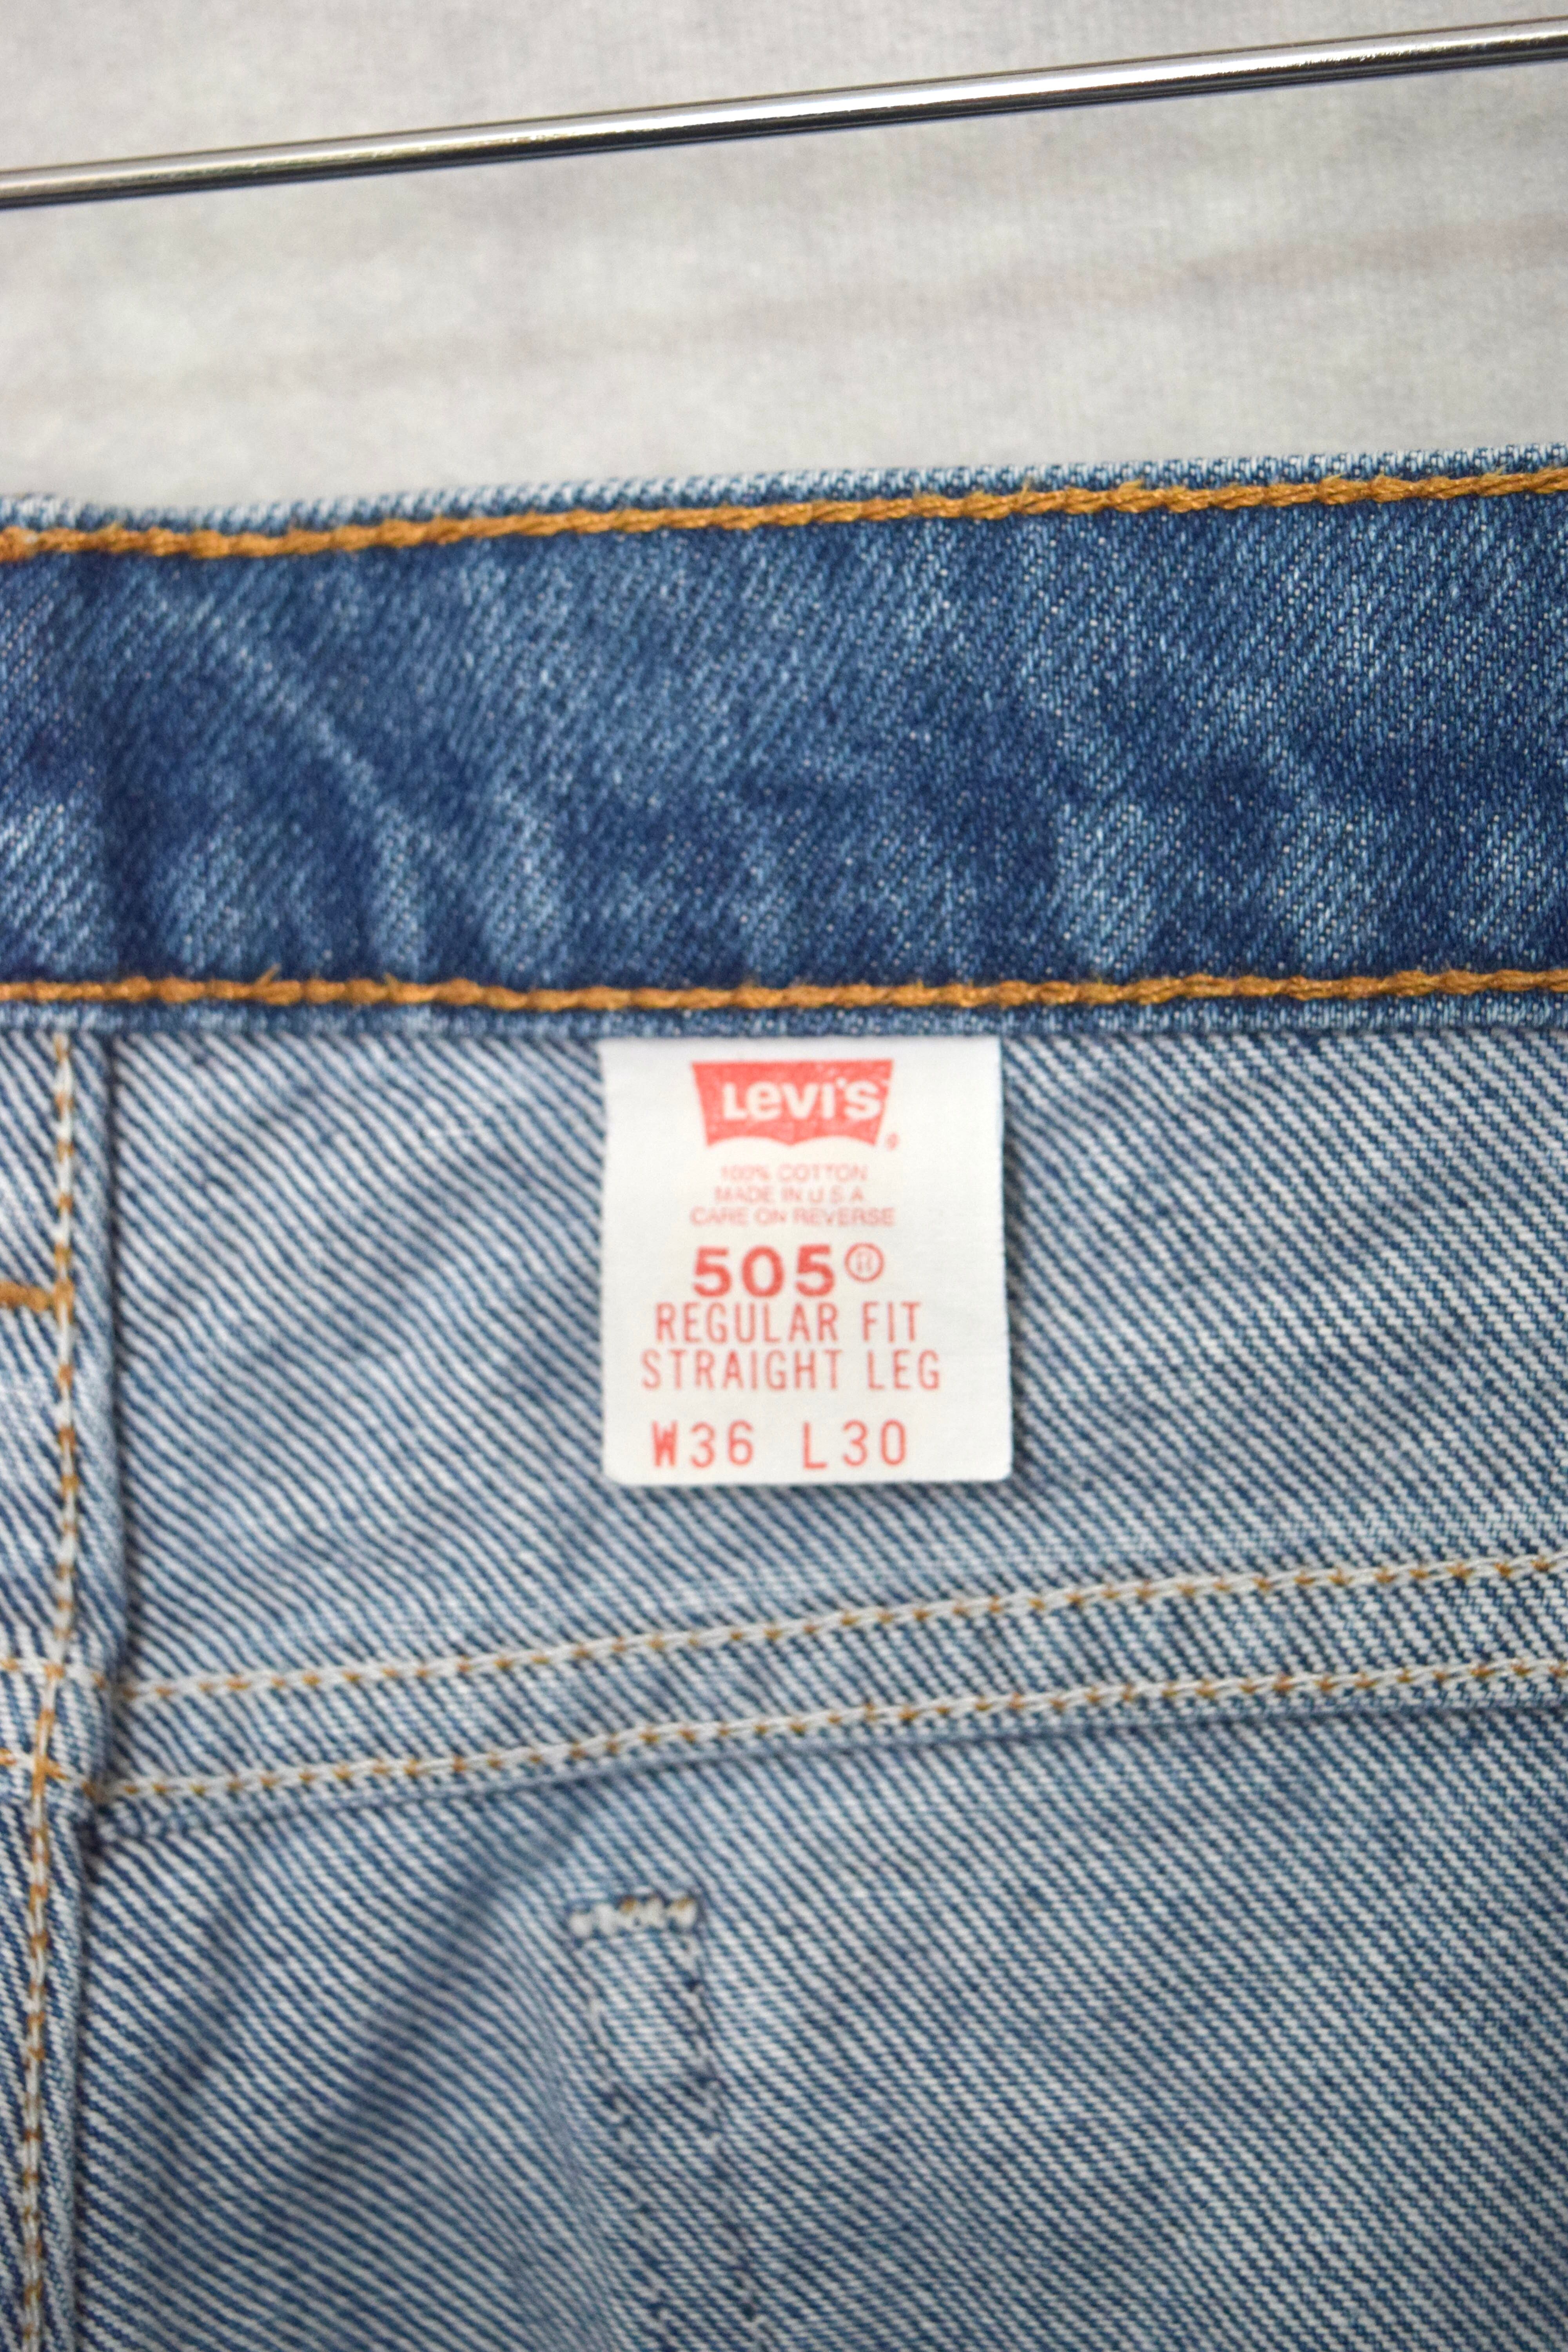 LEVI'S®
100% COTTON
MADE IN U.S.A
CARE ON REVERSE
505®
REGULAR FIT
STRAIGHT LEG
W36 L30